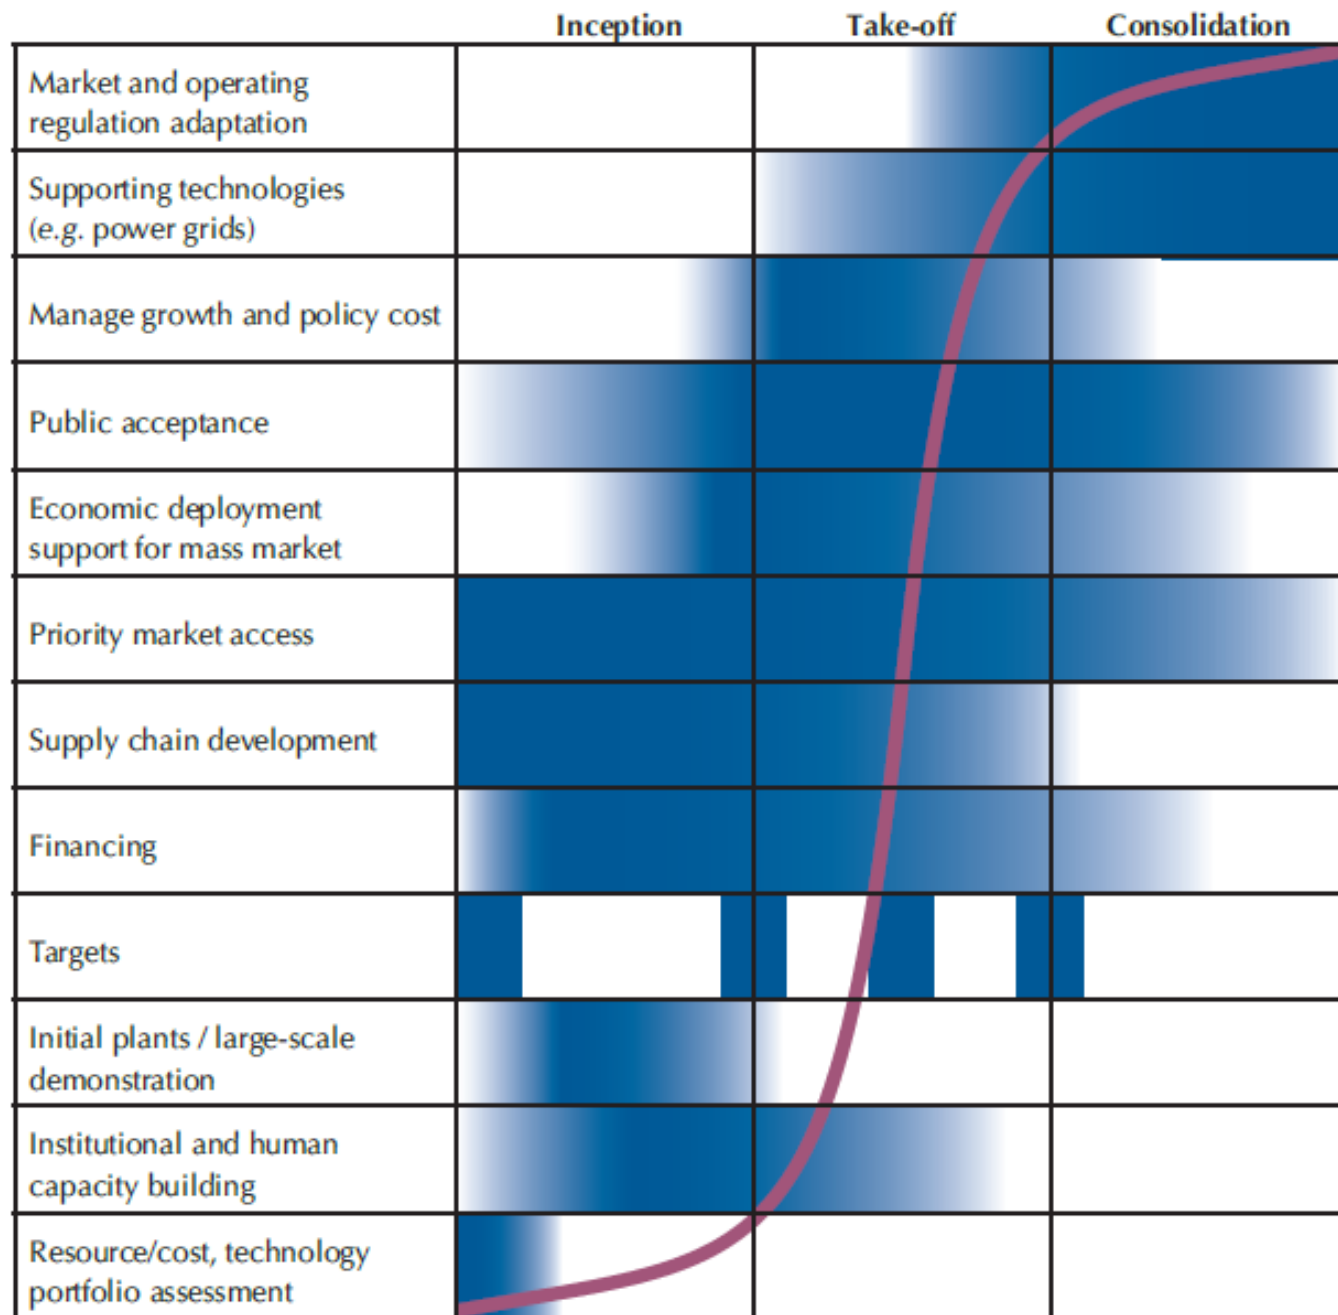 Inception Take-off Consolidation
Market and operating
regulation adaptation
Supporting technologies
(e.g. power grids)
Manage growth and policy cost
Public acceptance
Economic deployment
support for mass market
Priority market access
Supply chain development
Financing
Targets
Initial plants / large-scale
demonstration
Institutional and human
capacity building
Resource/cost, technology
portfolio assessment